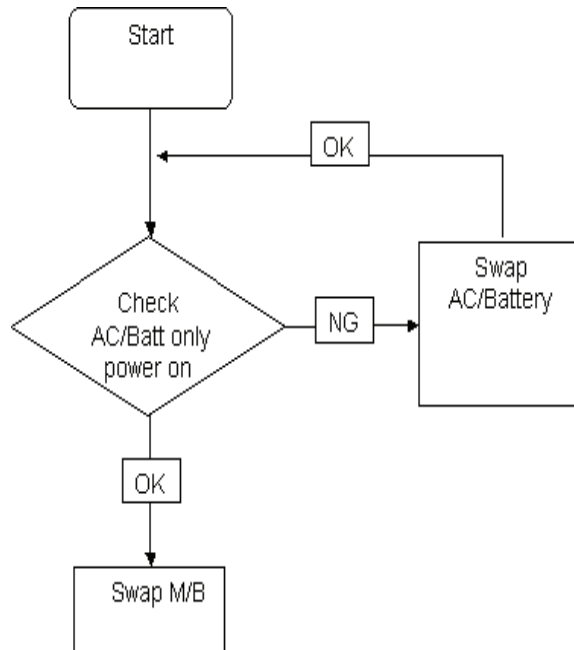 Start
OK
Swap
AC/Battery
Check
AC/Batt only
power on
NG
OK
Swap M/B